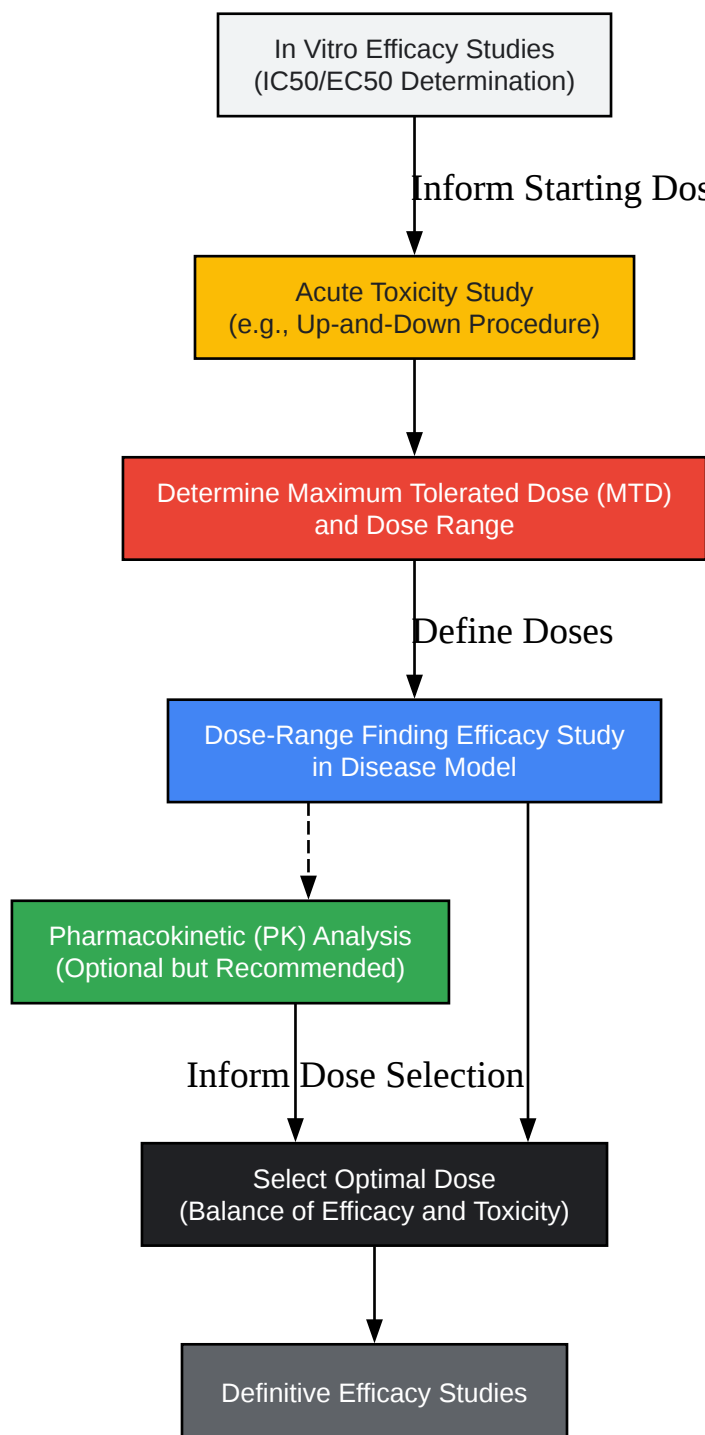 In Vitro Efficacy Studies
(IC50/EC50 Determination)
Inform Starting Dos
Acute Toxicity Study
(e.g., Up-and-Down Procedure)
Determine Maximum Tolerated Dose (MTD)
and Dose Range
Define Doses
Dose-Range Finding Efficacy Study
in Disease Model
Pharmacokinetic (PK) Analysis
(Optional but Recommended)
Inform Dose Selection
Select Optimal Dose
(Balance of Efficacy and Toxicity)
Definitive Efficacy Studies